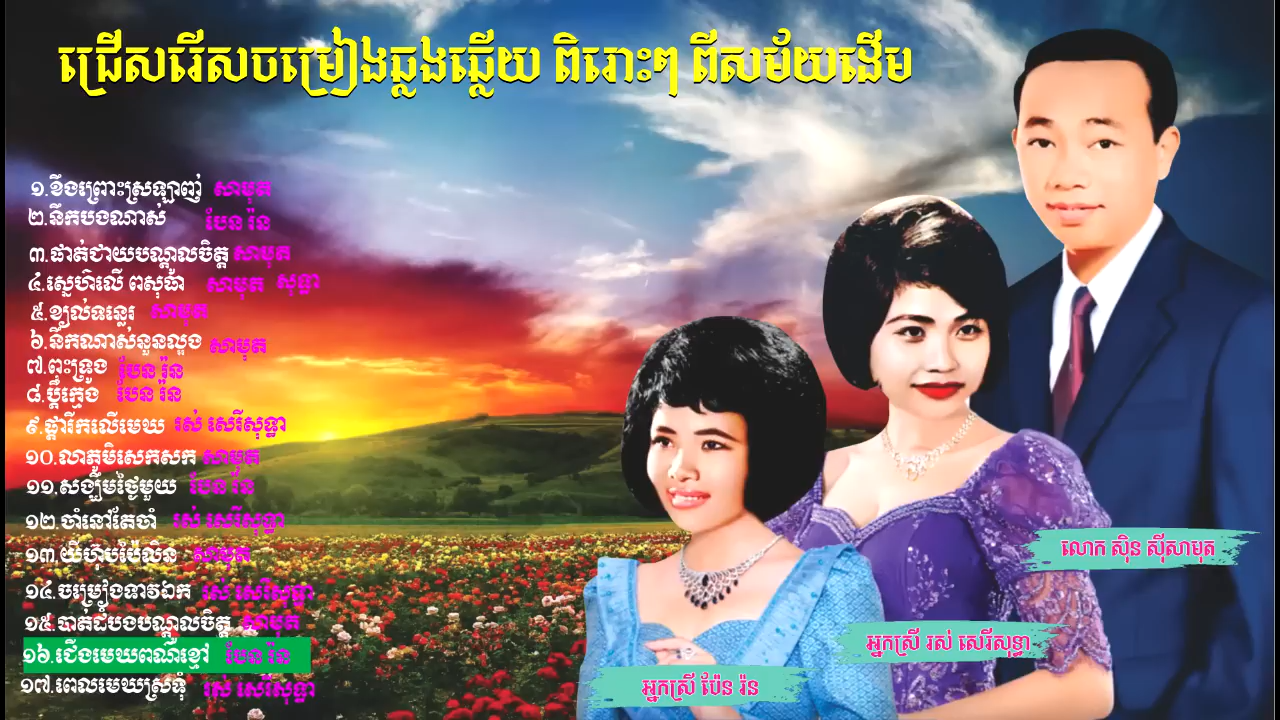 ជ្រើសរើសចម្រៀងឆ្លងឆ្លើយ ពិរោះៗ ពីសម័យដើម
១.ខឹងព្រោះស្រឡាញ់ សាមុត
២.នឹកបងណាស់ ប៉ែន រ៉ន
៣.ផាត់ជាយបណ្តូលចិត្ត សាមុត
៤.ស្នេហ៍លើ ពសុធា សាមុត សុទ្ធា
៥.ខ្យល់ទន្លេរ សាមុត
៦.នឹកណាស់នួនល្អង សាមុត
៧.ពុះទ្រូង ប៉ែន រ៉ន
៨.ប្តីក្មេង ប៉ែន រ៉ន
៩.ផ្ការីកលើមេឃ រស់ សេរីសុទ្ធា
១០.លាភូមិសេកសក សាមុត
១១.សង្ឃឹមថ្ងៃមួយ ប៉ែន រ៉ន
១២.ចាំនៅតែចាំ រស់ សេរីសុទ្ធា
១៣.យីហ៊ុបប៉ៃលិន សាមុត
១៤.ចម្រៀងទាវឯក រស់ សេរីសុទ្ធា
១៥.បាត់ដំបងបណ្តូលចិត្ត សាមុត
១៦.ជើងមេឃពណ៌ខ្មៅ ប៉ែន រ៉ន
១៧.ពេលមេឃស្រទុំ រស់ សេរីសុទ្ធា
លោក ស៊ិន ស៊ីសាមុត
អ្នកស្រី រស់ សេរីសុទ្ធា
អ្នកស្រី ប៉ែន រ៉ន